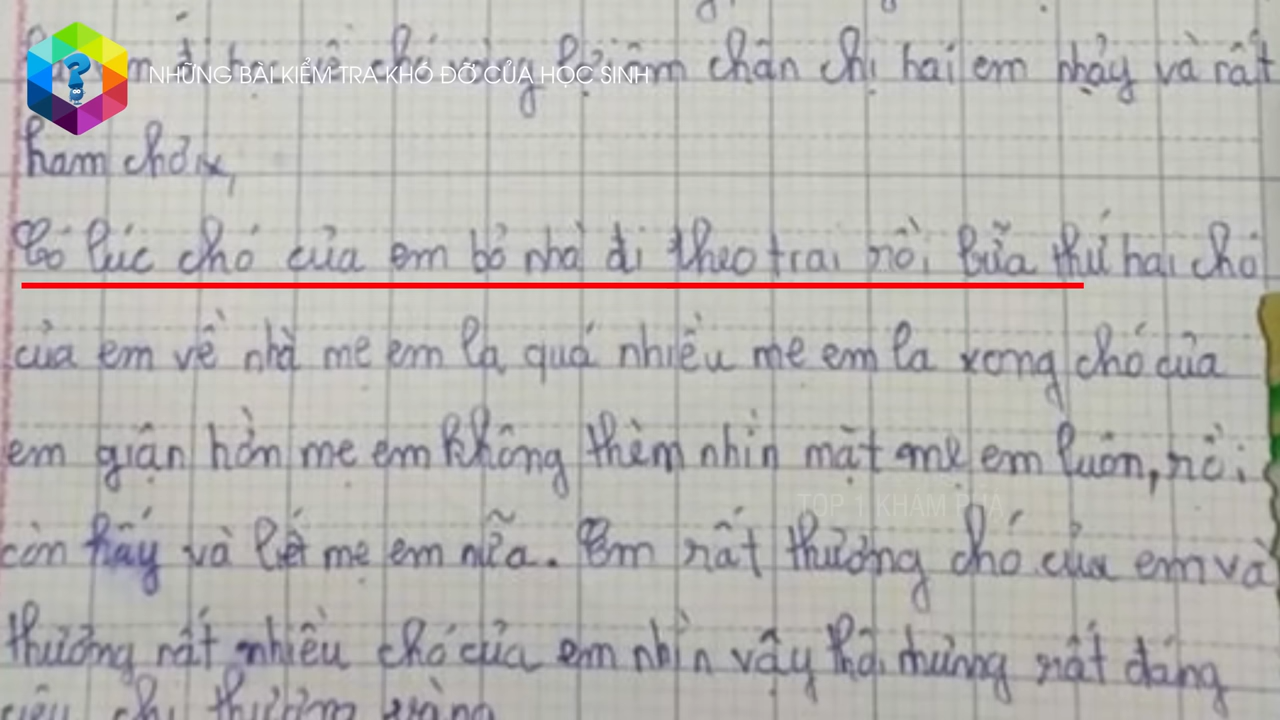 NHỮNG BÀI KIỂM TRA KHÓ ĐỠ CỦA HỌC SINH
chân chị hai em nhảy và rất
ham chơi,
Có lúc chó của em bỏ nhà đi theo trai rồi bữa thứ hai chó
của em về nhà mẹ em la quá nhiều mẹ em la xong chó của
em giận hờn mẹ em không thèm nhìn mặt mẹ em luôn, rồi
còn háy và liết mẹ em nữa. Em rất thương chó của em và
TOP 1 KHÁM PHÁ
thương rất nhiều chó của em nhìn vậy thôi nhưng rất đáng